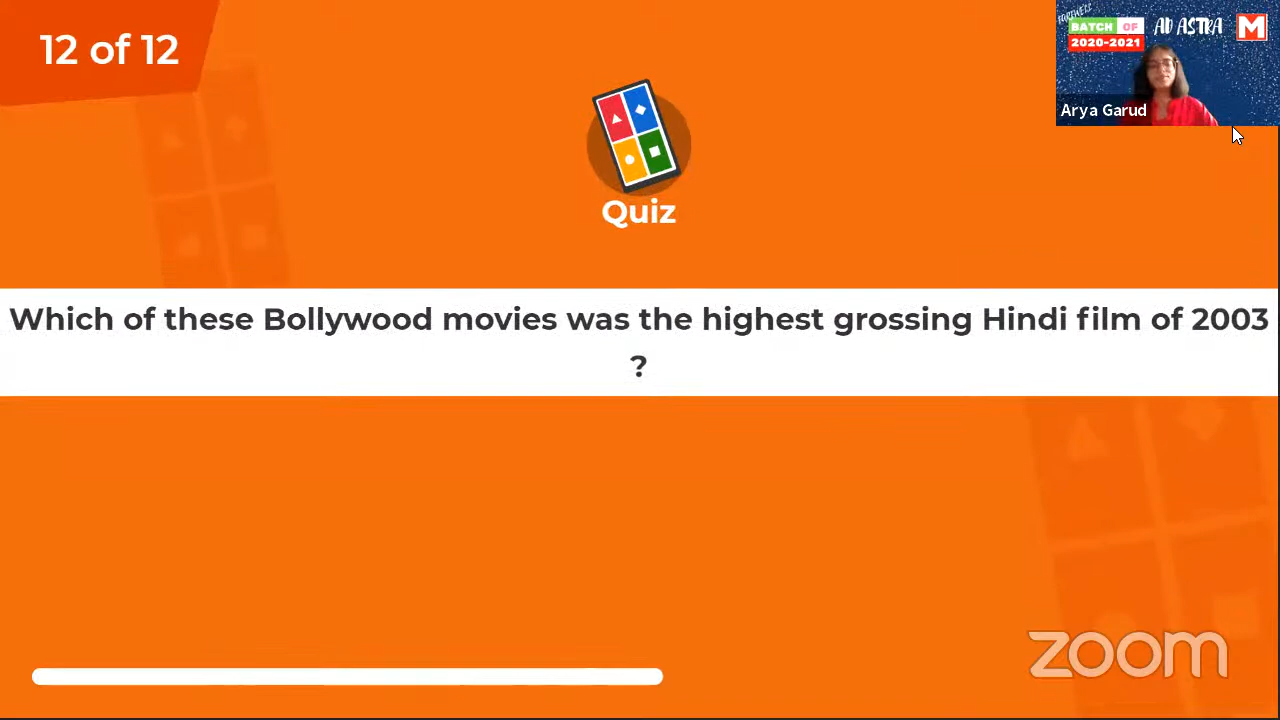 12 of 12
FAREWELL
BATCH OF
2020-2021
AD ASTRA
M
Arya Garud
Quiz
Which of these Bollywood movies was the highest grossing Hindi film of 2003
?
zoom